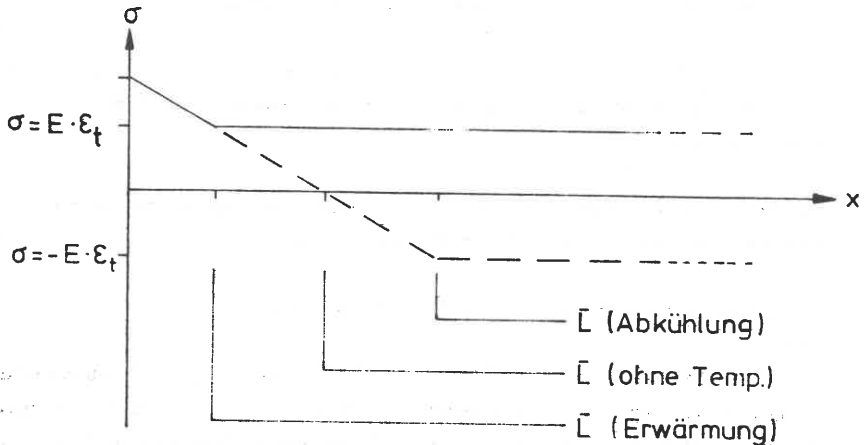 σ
σ = E · ε_t
x
σ = -E · ε_t
L̄ (Abkühlung)
L̄ (ohne Temp.)
L̄ (Erwärmung)